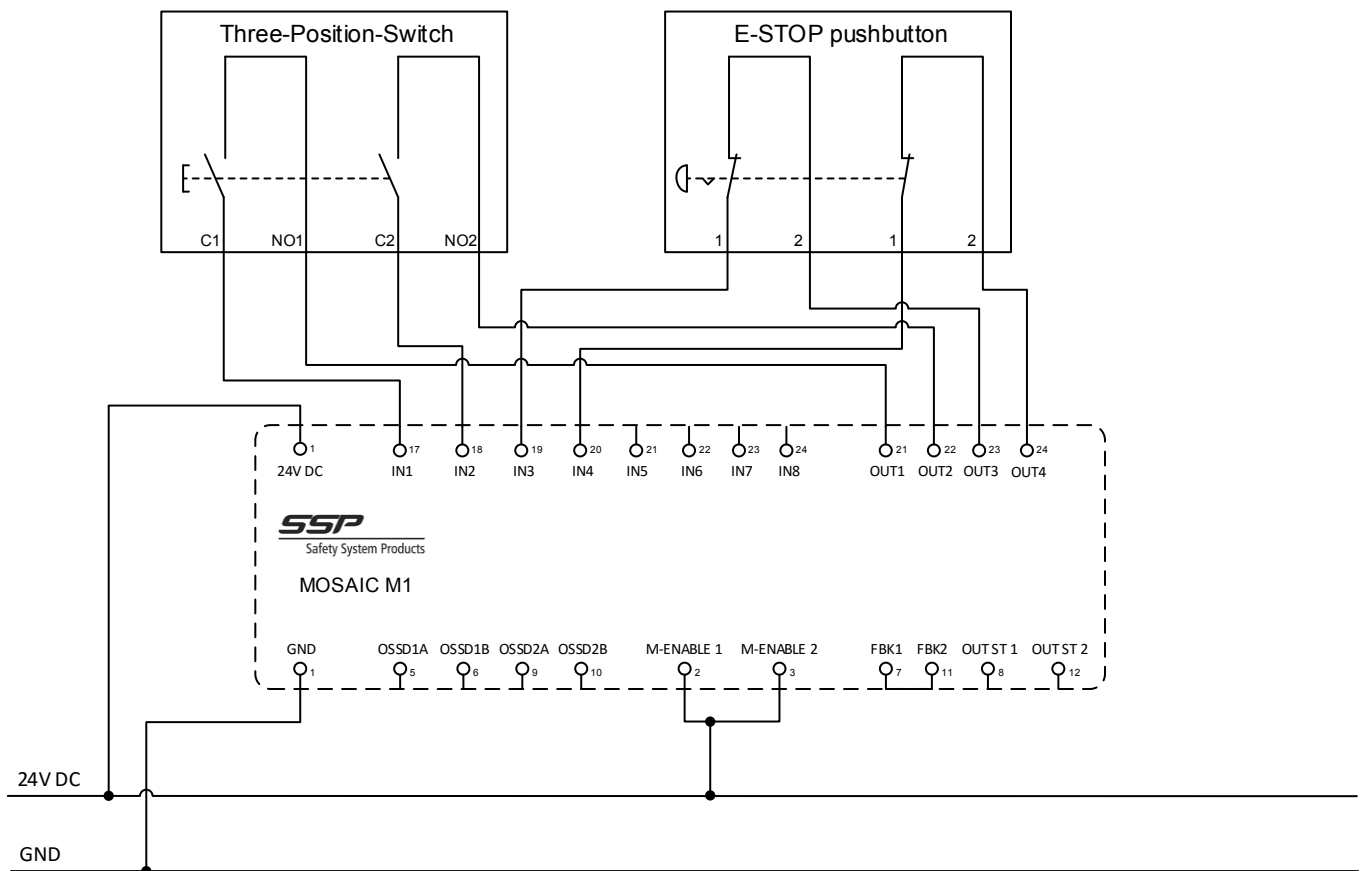 Three-Position-Switch
E-STOP pushbutton
C1 NO1 C2 NO2
1 2 1 2
1 17 18 19 20 21 22 23 24 21 22 23 24
24V DC IN1 IN2 IN3 IN4 IN5 IN6 IN7 IN8 OUT1 OUT2 OUT3 OUT4
SSP
Safety System Products
MOSAIC M1
GND OSSD1A OSSD1B OSSD2A OSSD2B M-ENABLE 1 M-ENABLE 2 FBK1 FBK2 OUT ST 1 OUT ST 2
1 5 6 9 10 2 3 7 11 8 12
24V DC
GND